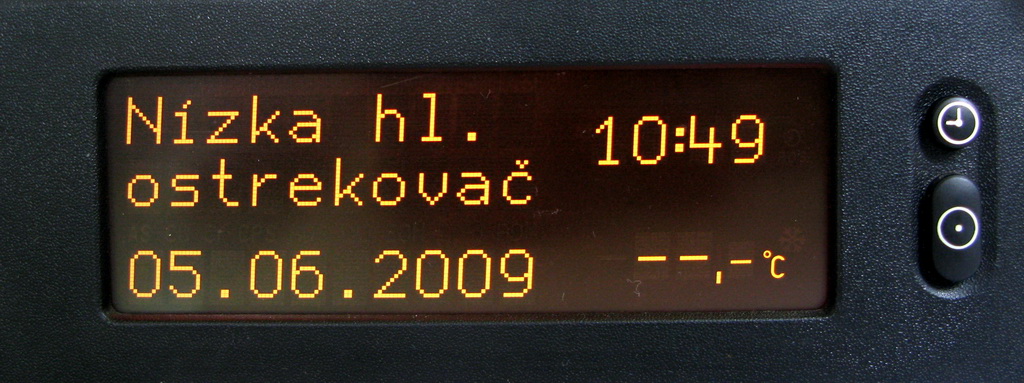 Nízka hl.
ostrekovač
10:49
05.06.2009
--,-°C